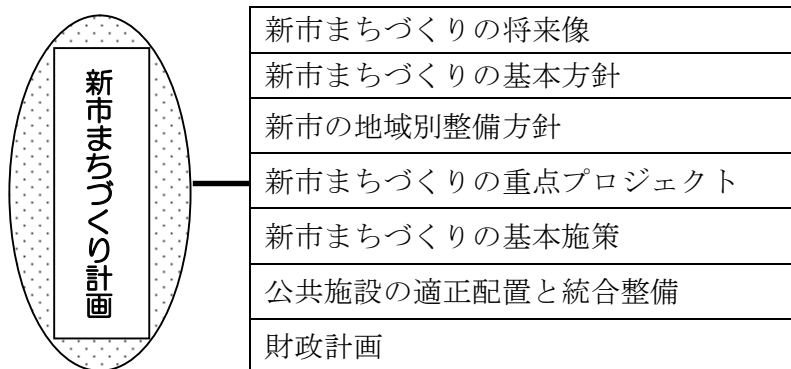 新市まちづくり計画
新市まちづくりの将来像
新市まちづくりの基本方針
新市の地域別整備方針
新市まちづくりの重点プロジェクト
新市まちづくりの基本施策
公共施設の適正配置と統合整備
財政計画